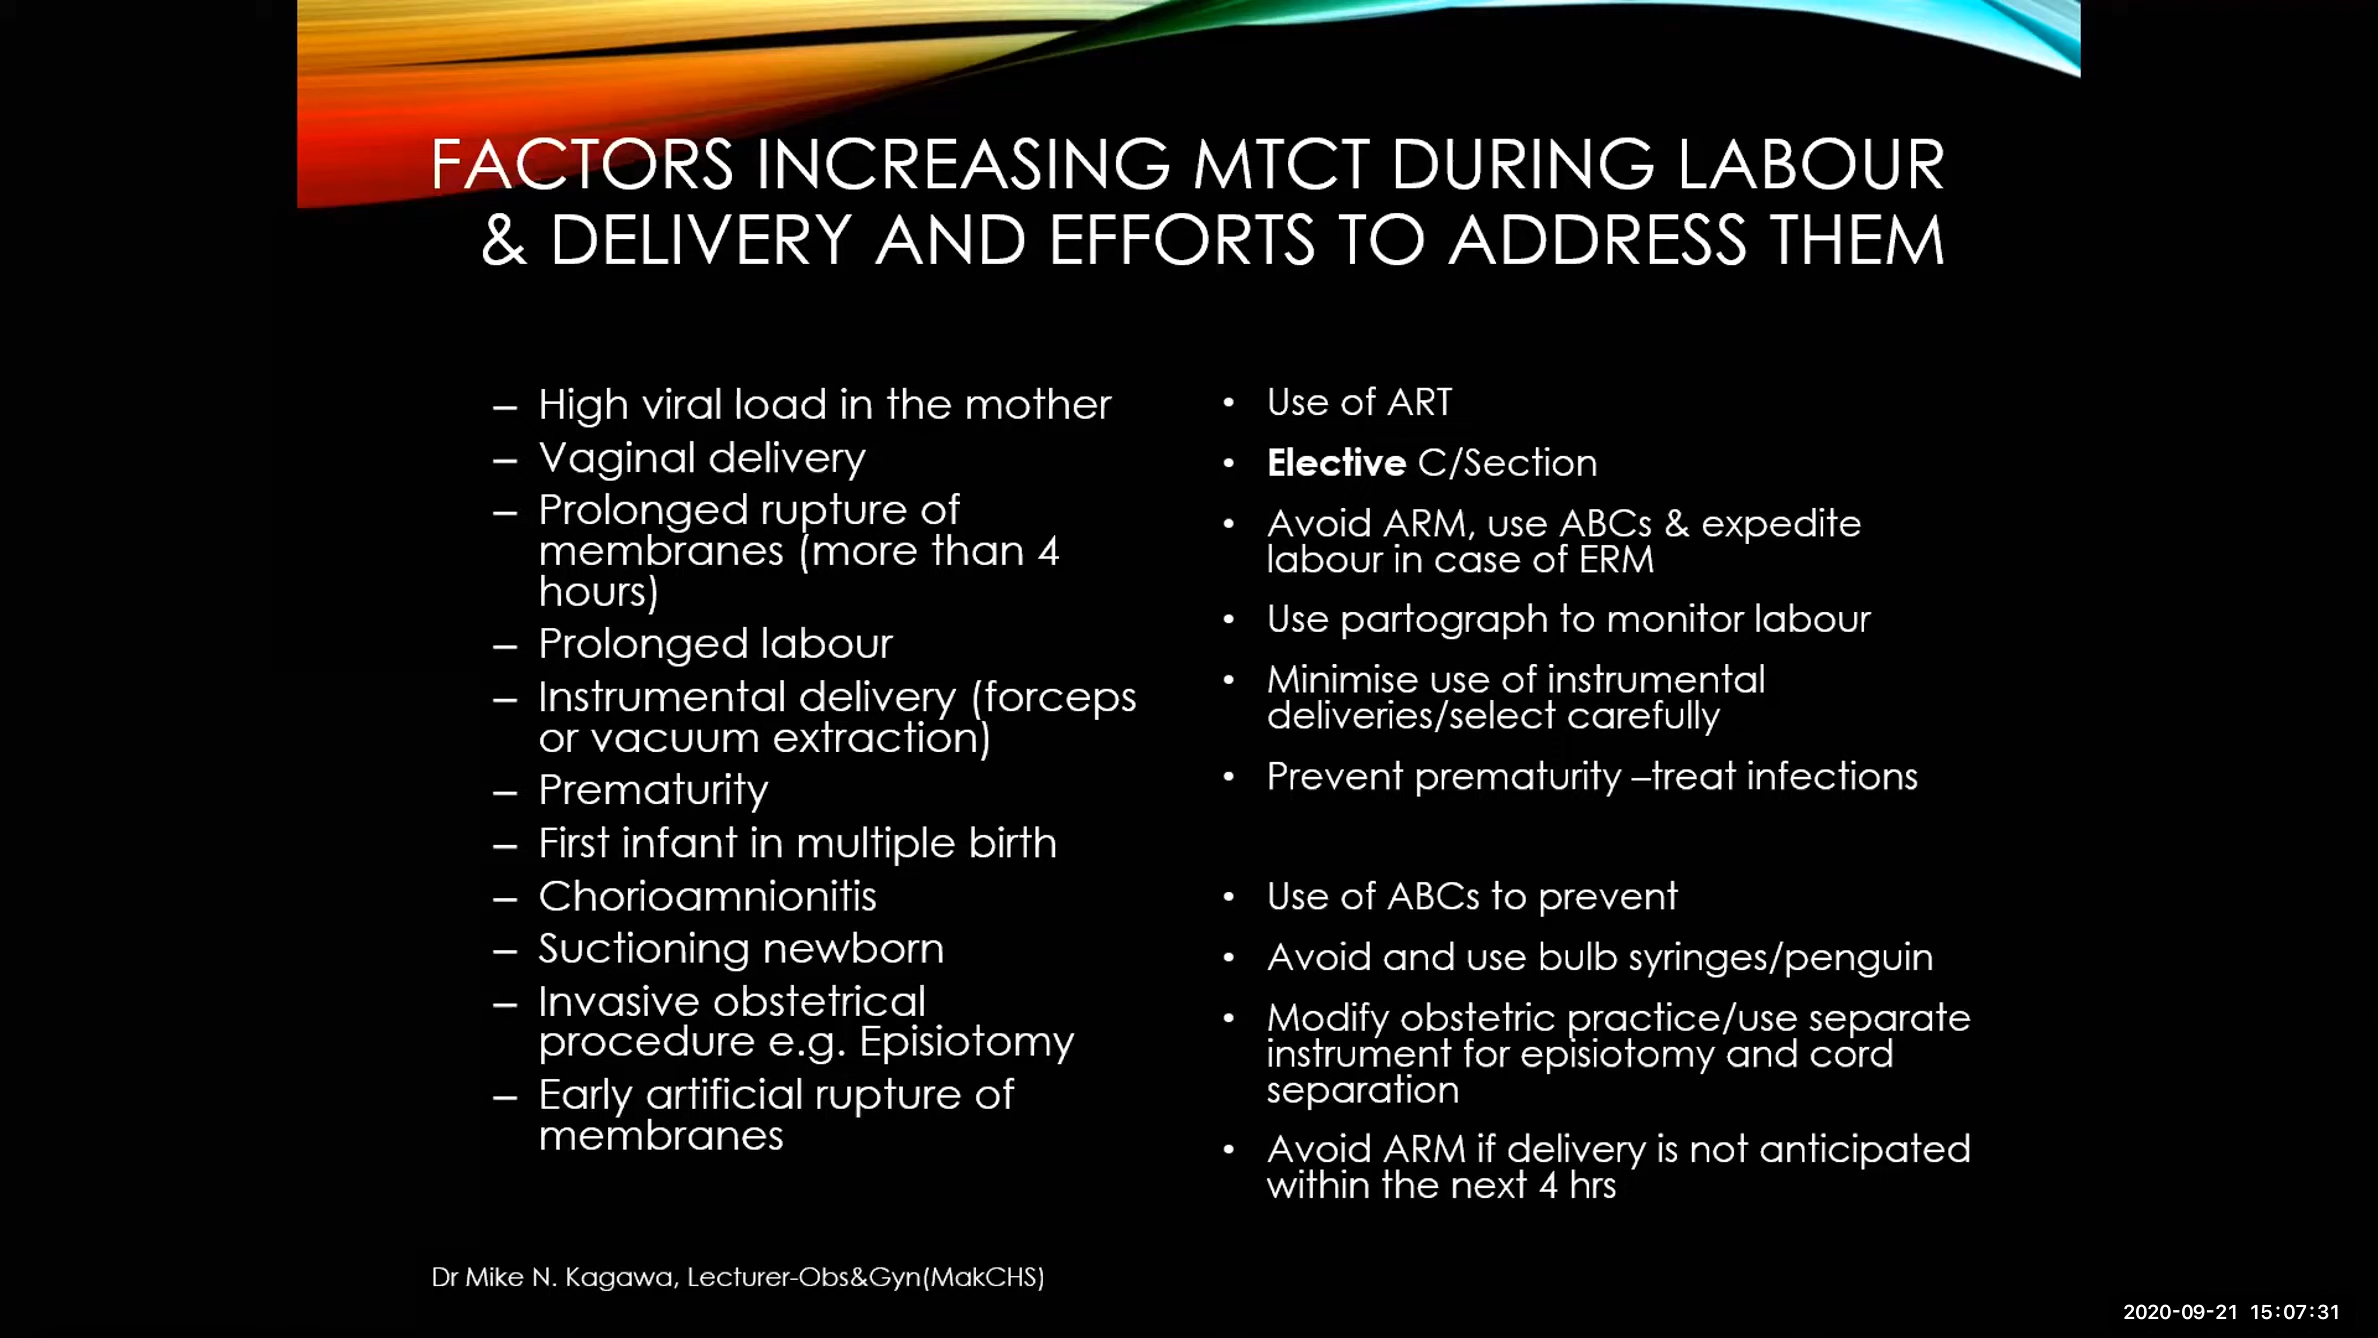 FACTORS INCREASING MTCT DURING LABOUR
& DELIVERY AND EFFORTS TO ADDRESS THEM
– High viral load in the mother
– Vaginal delivery
– Prolonged rupture of
membranes (more than 4
hours)
– Prolonged labour
– Instrumental delivery (forceps
or vacuum extraction)
– Prematurity
– First infant in multiple birth
– Chorioamnionitis
– Suctioning newborn
– Invasive obstetrical
procedure e.g. Episiotomy
– Early artificial rupture of
membranes
• Use of ART
• Elective C/Section
• Avoid ARM, use ABCs & expedite
labour in case of ERM
• Use partograph to monitor labour
• Minimise use of instrumental
deliveries/select carefully
• Prevent prematurity –treat infections
• Use of ABCs to prevent
• Avoid and use bulb syringes/penguin
• Modify obstetric practice/use separate
instrument for episiotomy and cord
separation
• Avoid ARM if delivery is not anticipated
within the next 4 hrs
Dr Mike N. Kagawa, Lecturer-Obs&Gyn(MakCHS)
2020-09-21 15:07:31